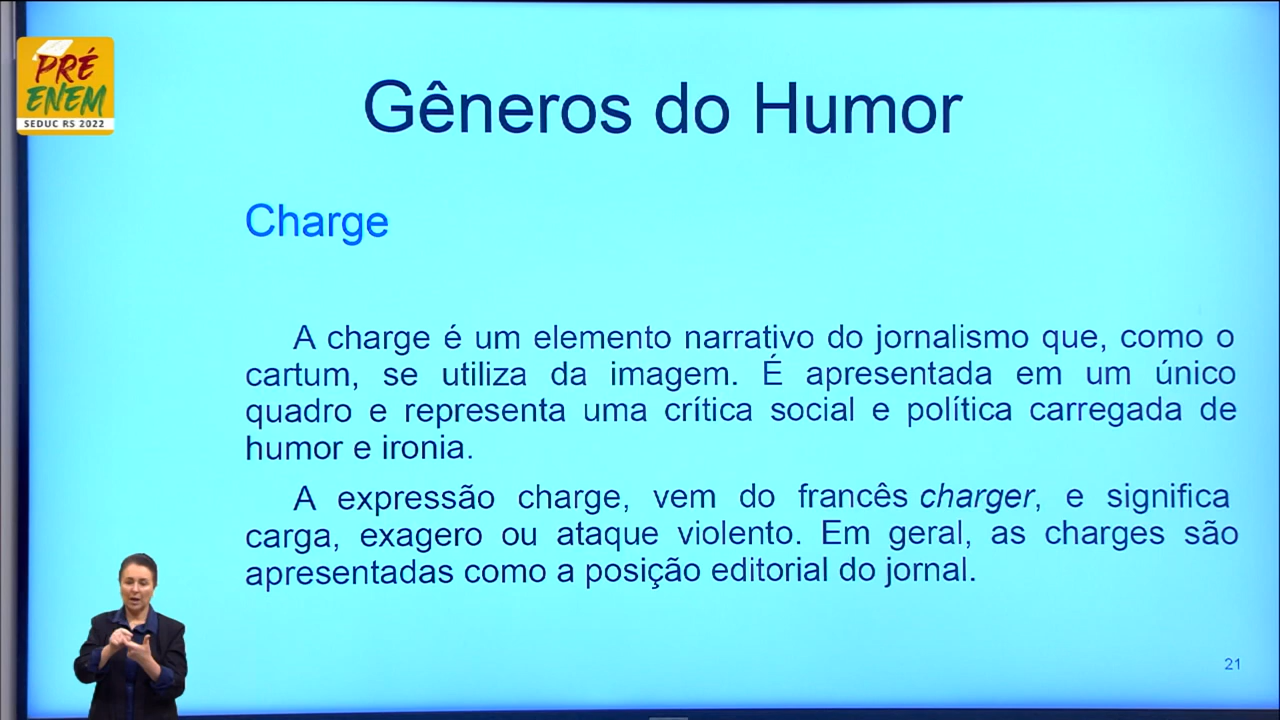 PRÉ
ENEM
SEDUC RS 2022
Gêneros do Humor
Charge
A charge é um elemento narrativo do jornalismo que, como o
cartum, se utiliza da imagem. É apresentada em um único
quadro e representa uma crítica social e política carregada de
humor e ironia.
A expressão charge, vem do francês charger, e significa
carga, exagero ou ataque violento. Em geral, as charges são
apresentadas como a posição editorial do jornal.
21